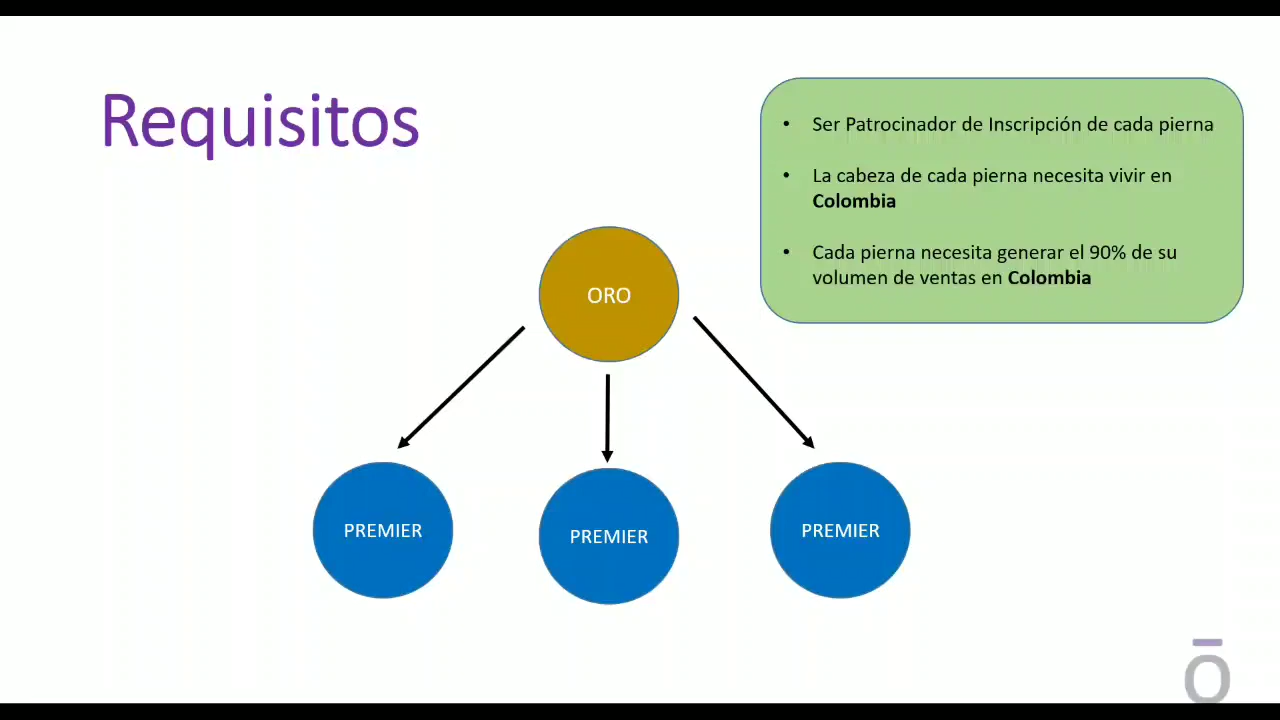 Requisitos
• Ser Patrocinador de Inscripción de cada pierna
• La cabeza de cada pierna necesita vivir en
Colombia
• Cada pierna necesita generar el 90% de su
volumen de ventas en Colombia
ORO
PREMIER
PREMIER
PREMIER
ō